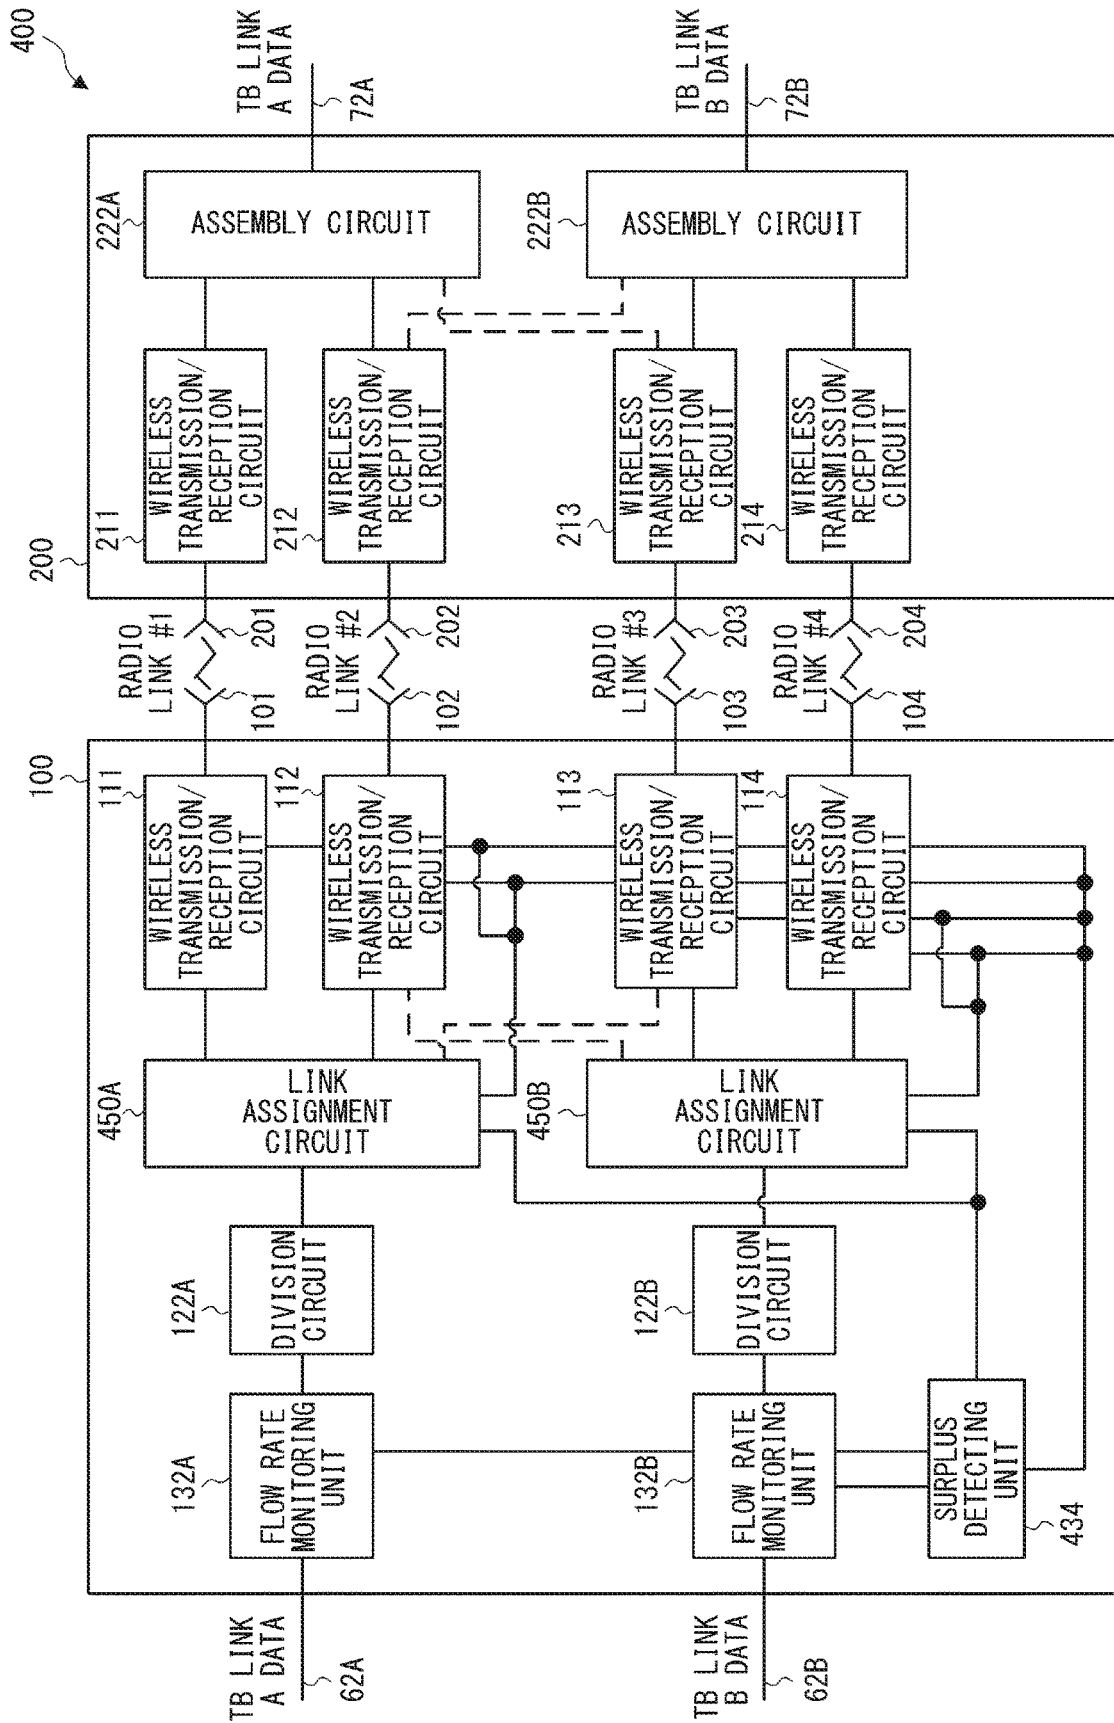 400
TB LINK
A DATA
62A
132A
FLOW RATE
MONITORING
UNIT
122A
DIVISION
CIRCUIT
450A
LINK
ASSIGNMENT
CIRCUIT
100
111
WIRELESS
TRANSMISSION/
RECEPTION
CIRCUIT
112
WIRELESS
TRANSMISSION/
RECEPTION
CIRCUIT
RADIO
LINK #1
101
201
RADIO
LINK #2
102
202
200
211
WIRELESS
TRANSMISSION/
RECEPTION
CIRCUIT
212
WIRELESS
TRANSMISSION/
RECEPTION
CIRCUIT
222A
ASSEMBLY CIRCUIT
TB LINK
A DATA
72A
TB LINK
B DATA
62B
132B
FLOW RATE
MONITORING
UNIT
122B
DIVISION
CIRCUIT
450B
LINK
ASSIGNMENT
CIRCUIT
113
WIRELESS
TRANSMISSION/
RECEPTION
CIRCUIT
114
WIRELESS
TRANSMISSION/
RECEPTION
CIRCUIT
RADIO
LINK #3
103
203
RADIO
LINK #4
104
204
213
WIRELESS
TRANSMISSION/
RECEPTION
CIRCUIT
214
WIRELESS
TRANSMISSION/
RECEPTION
CIRCUIT
222B
ASSEMBLY CIRCUIT
TB LINK
B DATA
72B
SURPLUS
DETECTING
UNIT
434